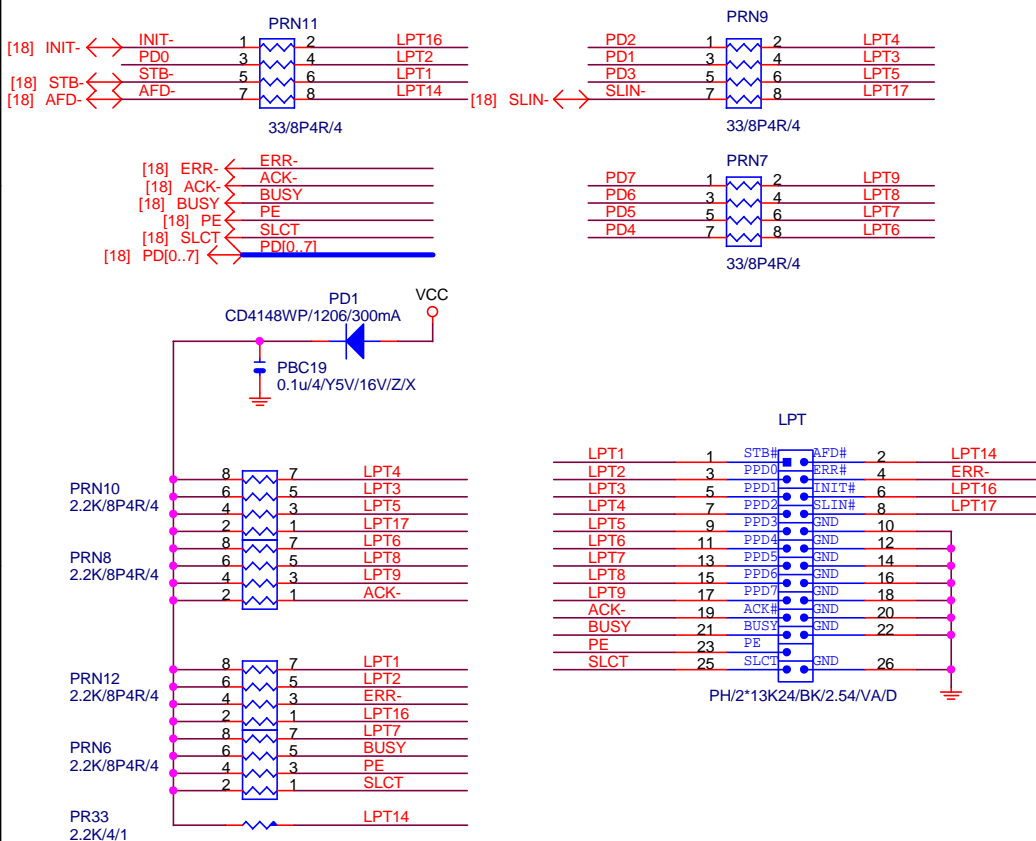 PRN11
[18] INIT- INIT- 1 2 LPT16
PD0 3 4 LPT2
[18] STB- STB- 5 6 LPT1
[18] AFD- AFD- 7 8 LPT14
33/8P4R/4
PRN9
PD2 1 2 LPT4
PD1 3 4 LPT3
PD3 5 6 LPT5
[18] SLIN- SLIN- 7 8 LPT17
33/8P4R/4
[18] ERR- ERR-
[18] ACK- ACK-
[18] BUSY BUSY
[18] PE PE
[18] SLCT SLCT
[18] PD[0..7] PD[0..7]
PRN7
PD7 1 2 LPT9
PD6 3 4 LPT8
PD5 5 6 LPT7
PD4 7 8 LPT6
33/8P4R/4
PD1
CD4148WP/1206/300mA
VCC
PBC19
0.1u/4/Y5V/16V/Z/X
PRN10
2.2K/8P4R/4
8 7 LPT4
6 5 LPT3
4 3 LPT5
2 1 LPT17
PRN8
2.2K/8P4R/4
8 7 LPT6
6 5 LPT8
4 3 LPT9
2 1 ACK-
PRN12
2.2K/8P4R/4
8 7 LPT1
6 5 LPT2
4 3 ERR-
2 1 LPT16
PRN6
2.2K/8P4R/4
8 7 LPT7
6 5 BUSY
4 3 PE
2 1 SLCT
PR33
2.2K/4/1
LPT14
LPT
LPT1 1 STB# AFD# 2 LPT14
LPT2 3 PPD0 ERR# 4 ERR-
LPT3 5 PPD1 INIT# 6 LPT16
LPT4 7 PPD2 SLIN# 8 LPT17
LPT5 9 PPD3 GND 10
LPT6 11 PPD4 GND 12
LPT7 13 PPD5 GND 14
LPT8 15 PPD6 GND 16
LPT9 17 PPD7 GND 18
ACK- 19 ACK# GND 20
BUSY 21 BUSY GND 22
PE 23 PE
SLCT 25 SLCT GND 26
PH/2*13K24/BK/2.54/VA/D